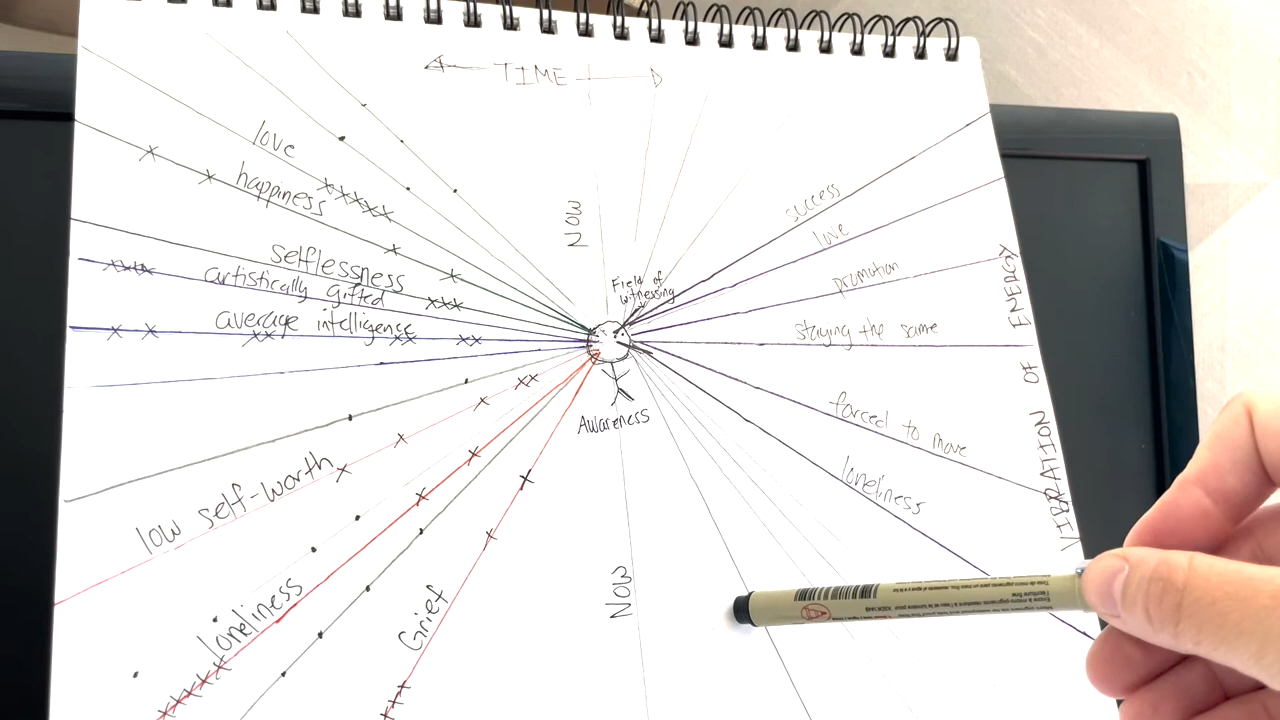 TIME
love
happiness
selflessness
artistically gifted
average intelligence
low self-worth
loneliness
Grief
NOW
Field of
witnessing
Awareness
NOW
success
love
promotion
staying the same
forced to move
loneliness
VIBRATION OF ENERGY